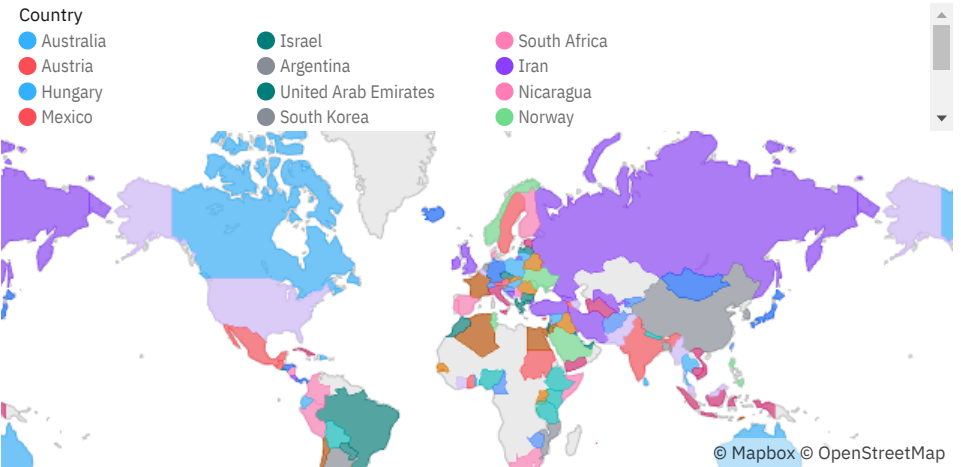 Country
Australia Israel South Africa
Austria Argentina Iran
Hungary United Arab Emirates Nicaragua
Mexico South Korea Norway
© Mapbox © OpenStreetMap